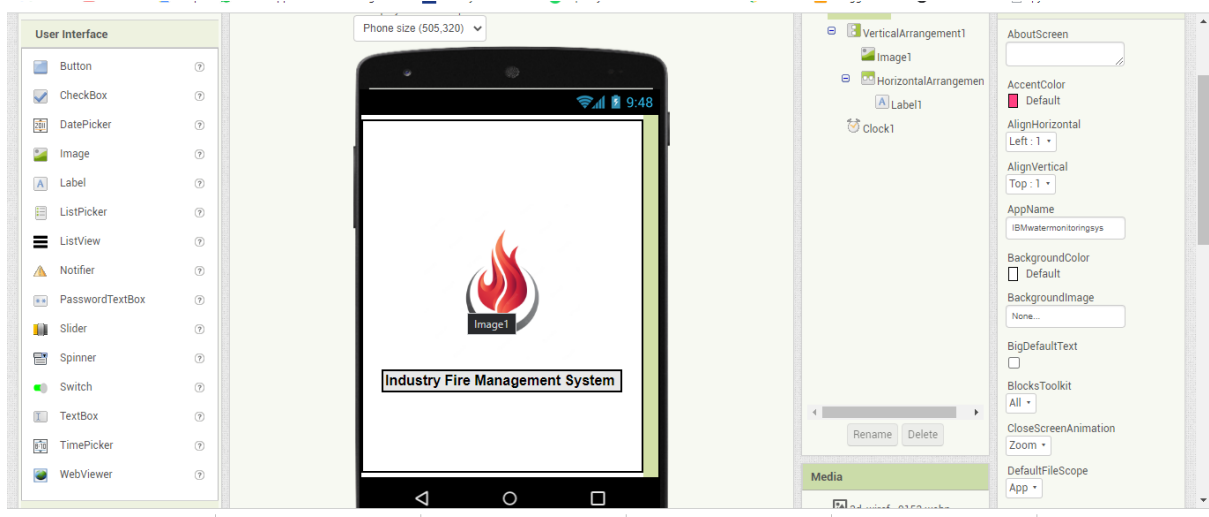 User Interface
Button
CheckBox
DatePicker
Image
Label
ListPicker
ListView
Notifier
PasswordTextBox
Slider
Spinner
Switch
TextBox
TimePicker
WebViewer
Phone size (505,320)
9:48
Image1
Industry Fire Management System
VerticalArrangement1
Image1
HorizontalArrangemen
Label1
Clock1
Rename Delete
Media
AboutScreen
AccentColor
Default
AlignHorizontal
Left : 1
AlignVertical
Top : 1
AppName
IBMwatermonitoringsys
BackgroundColor
Default
BackgroundImage
None...
BigDefaultText
BlocksToolkit
All
CloseScreenAnimation
Zoom
DefaultFileScope
App